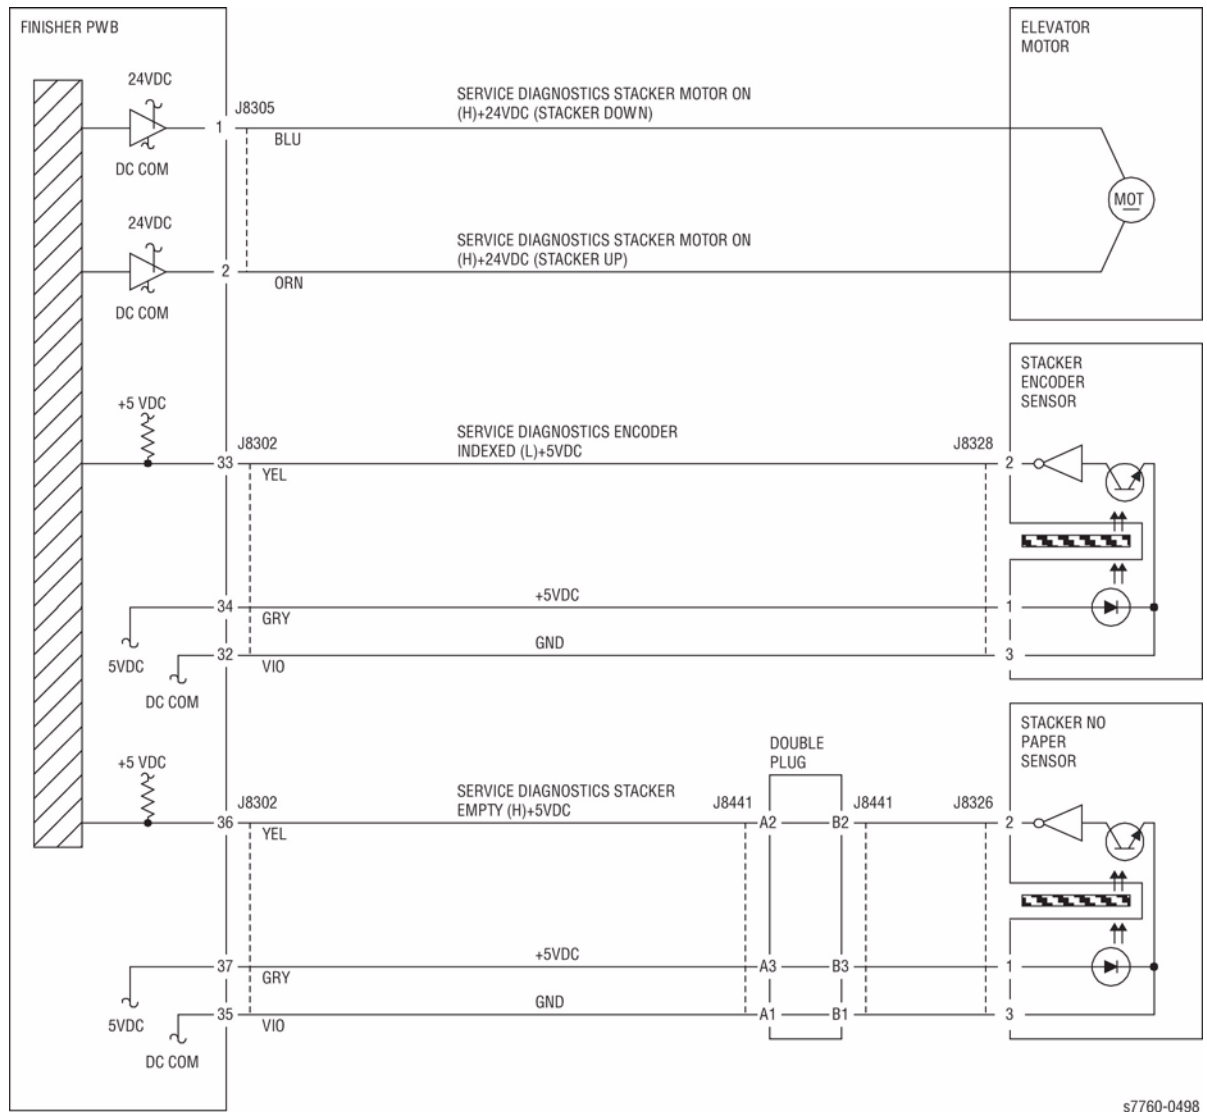 FINISHER PWB
ELEVATOR
MOTOR
24VDC
J8305
SERVICE DIAGNOSTICS STACKER MOTOR ON
(H)+24VDC (STACKER DOWN)
1
BLU
DC COM
MOT
24VDC
SERVICE DIAGNOSTICS STACKER MOTOR ON
(H)+24VDC (STACKER UP)
2
ORN
DC COM
STACKER
ENCODER
SENSOR
+5 VDC
J8302
SERVICE DIAGNOSTICS ENCODER
INDEXED (L)+5VDC
J8328
33
YEL
2
+5VDC
34
GRY
1
5VDC
GND
32
VIO
3
DC COM
STACKER NO
PAPER
SENSOR
DOUBLE
PLUG
+5 VDC
J8302
SERVICE DIAGNOSTICS STACKER
EMPTY (H)+5VDC
J8441
J8441
J8326
36
YEL
A2
B2
2
+5VDC
37
GRY
A3
B3
1
5VDC
GND
35
VIO
A1
B1
3
DC COM
s7760-0498